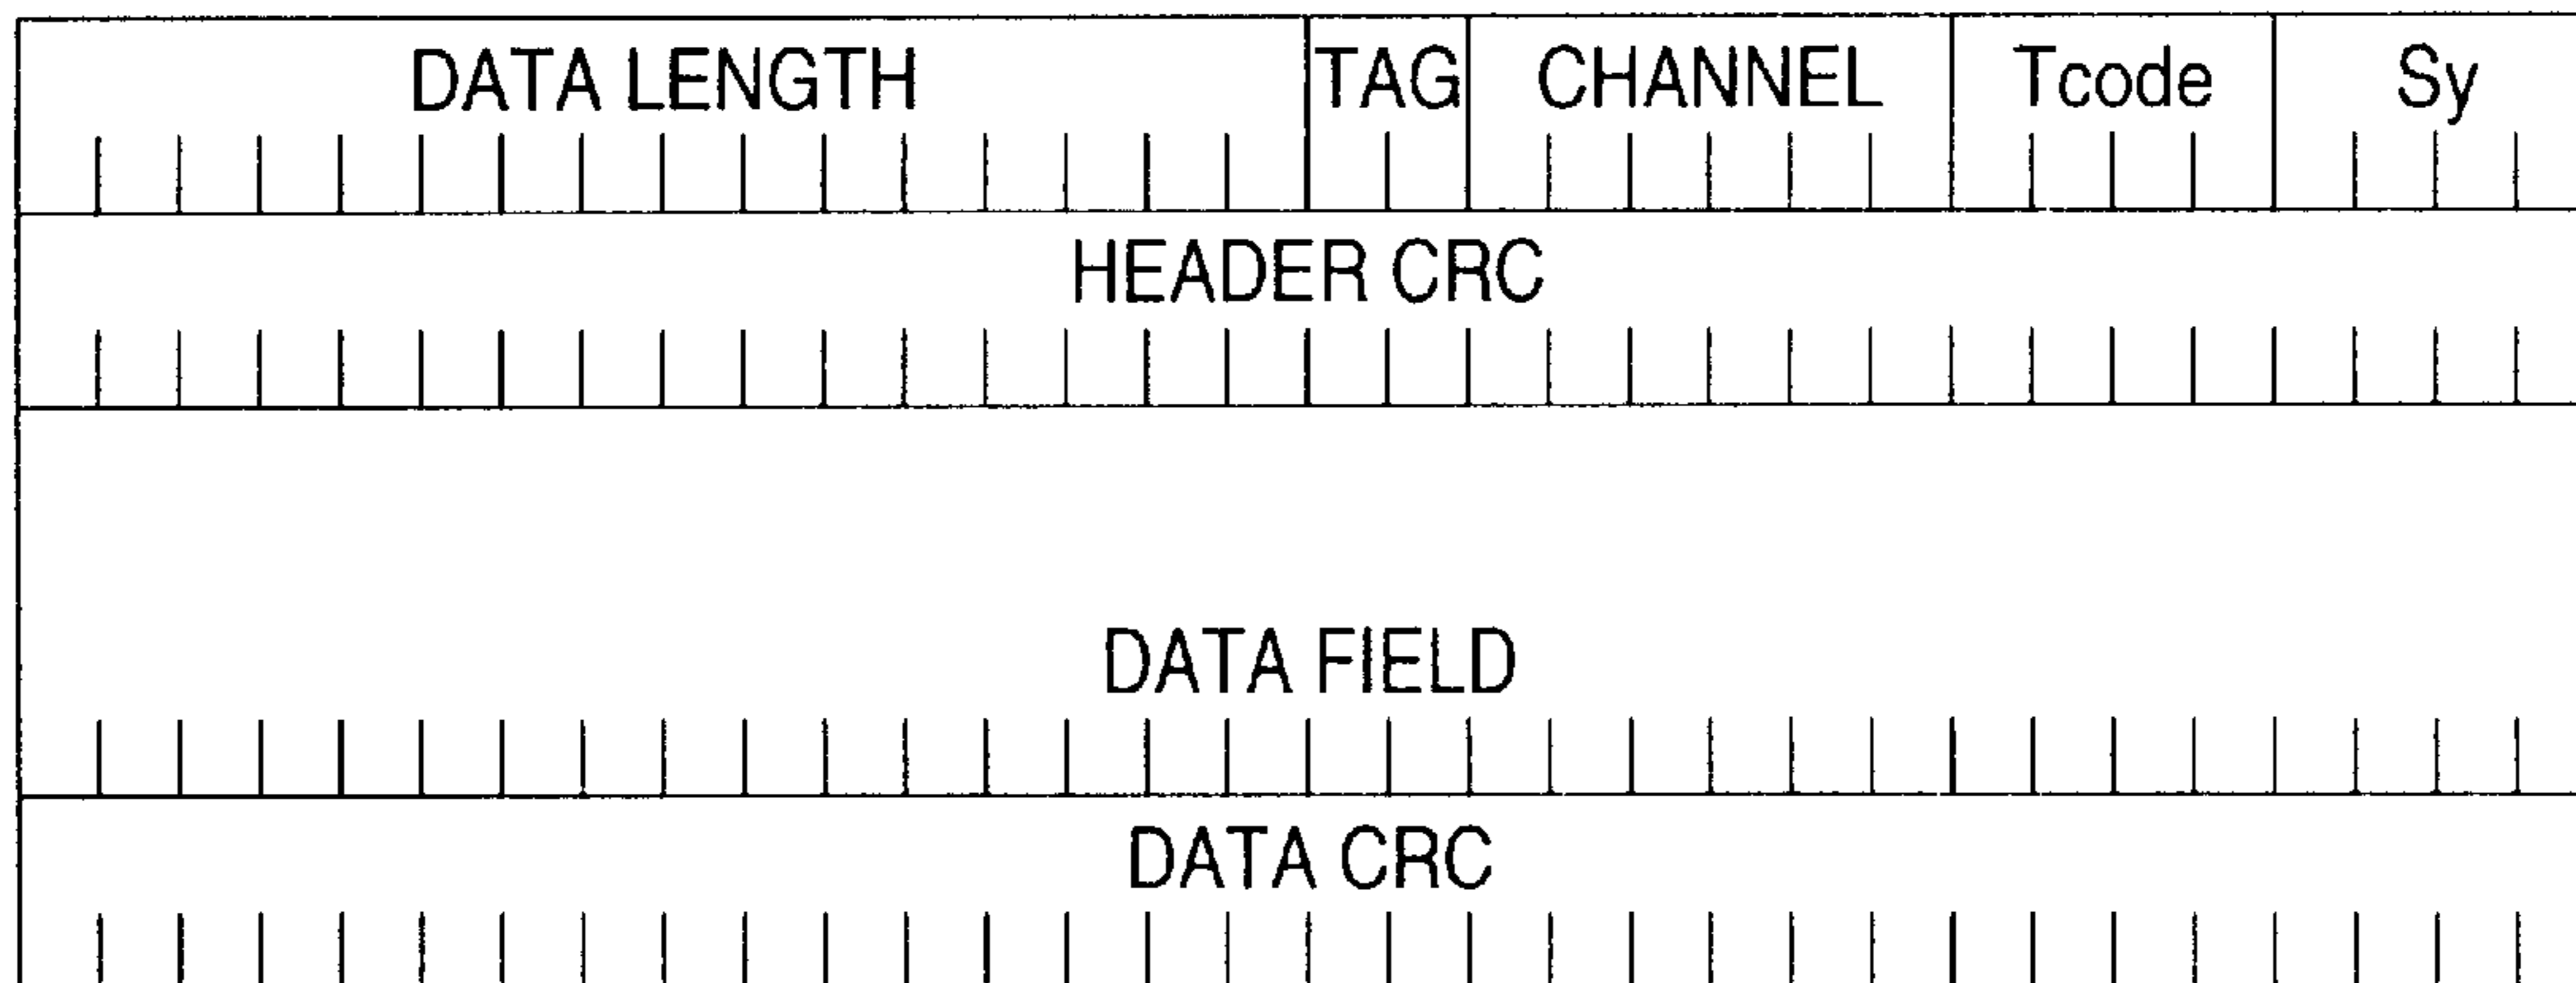 DATA LENGTH TAG CHANNEL Tcode Sy
HEADER CRC
DATA FIELD
DATA CRC